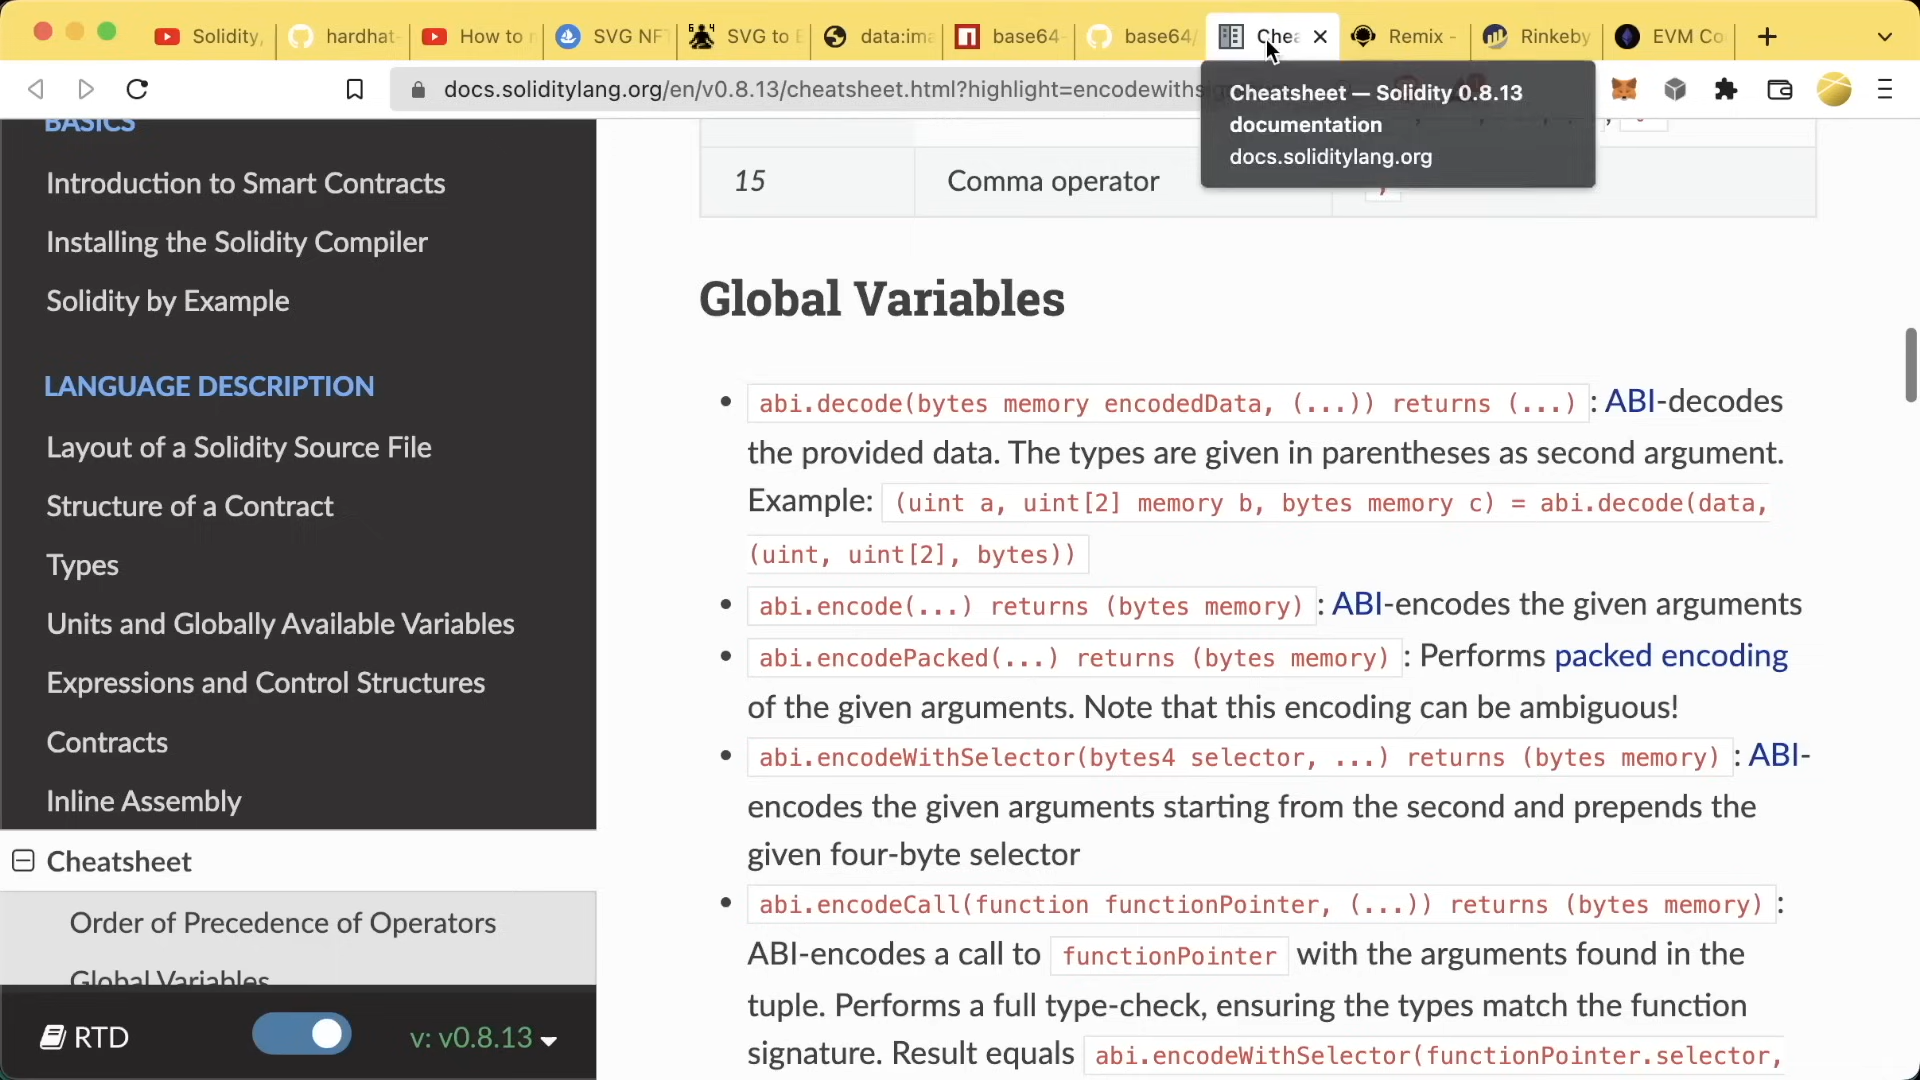 Solidity,
hardhat-
How to
SVG NF
SVG to
data:im
base64-
base64/
Chea
Remix -
Rinkeby
EVM Co
docs.soliditylang.org/en/v0.8.13/cheatsheet.html?highlight=encodewithsig
Cheatsheet — Solidity 0.8.13
documentation
docs.soliditylang.org
BASICS
Introduction to Smart Contracts
Installing the Solidity Compiler
Solidity by Example
LANGUAGE DESCRIPTION
Layout of a Solidity Source File
Structure of a Contract
Types
Units and Globally Available Variables
Expressions and Control Structures
Contracts
Inline Assembly
Cheatsheet
Order of Precedence of Operators
Global Variables
RTD
v: v0.8.13
15 Comma operator ,
Global Variables
• abi.decode(bytes memory encodedData, (...)) returns (...) : ABI-decodes
the provided data. The types are given in parentheses as second argument.
Example: (uint a, uint[2] memory b, bytes memory c) = abi.decode(data,
(uint, uint[2], bytes))
• abi.encode(...) returns (bytes memory) : ABI-encodes the given arguments
• abi.encodePacked(...) returns (bytes memory) : Performs packed encoding
of the given arguments. Note that this encoding can be ambiguous!
• abi.encodeWithSelector(bytes4 selector, ...) returns (bytes memory) : ABI-
encodes the given arguments starting from the second and prepends the
given four-byte selector
• abi.encodeCall(function functionPointer, (...)) returns (bytes memory) :
ABI-encodes a call to functionPointer with the arguments found in the
tuple. Performs a full type-check, ensuring the types match the function
signature. Result equals abi.encodeWithSelector(functionPointer.selector,